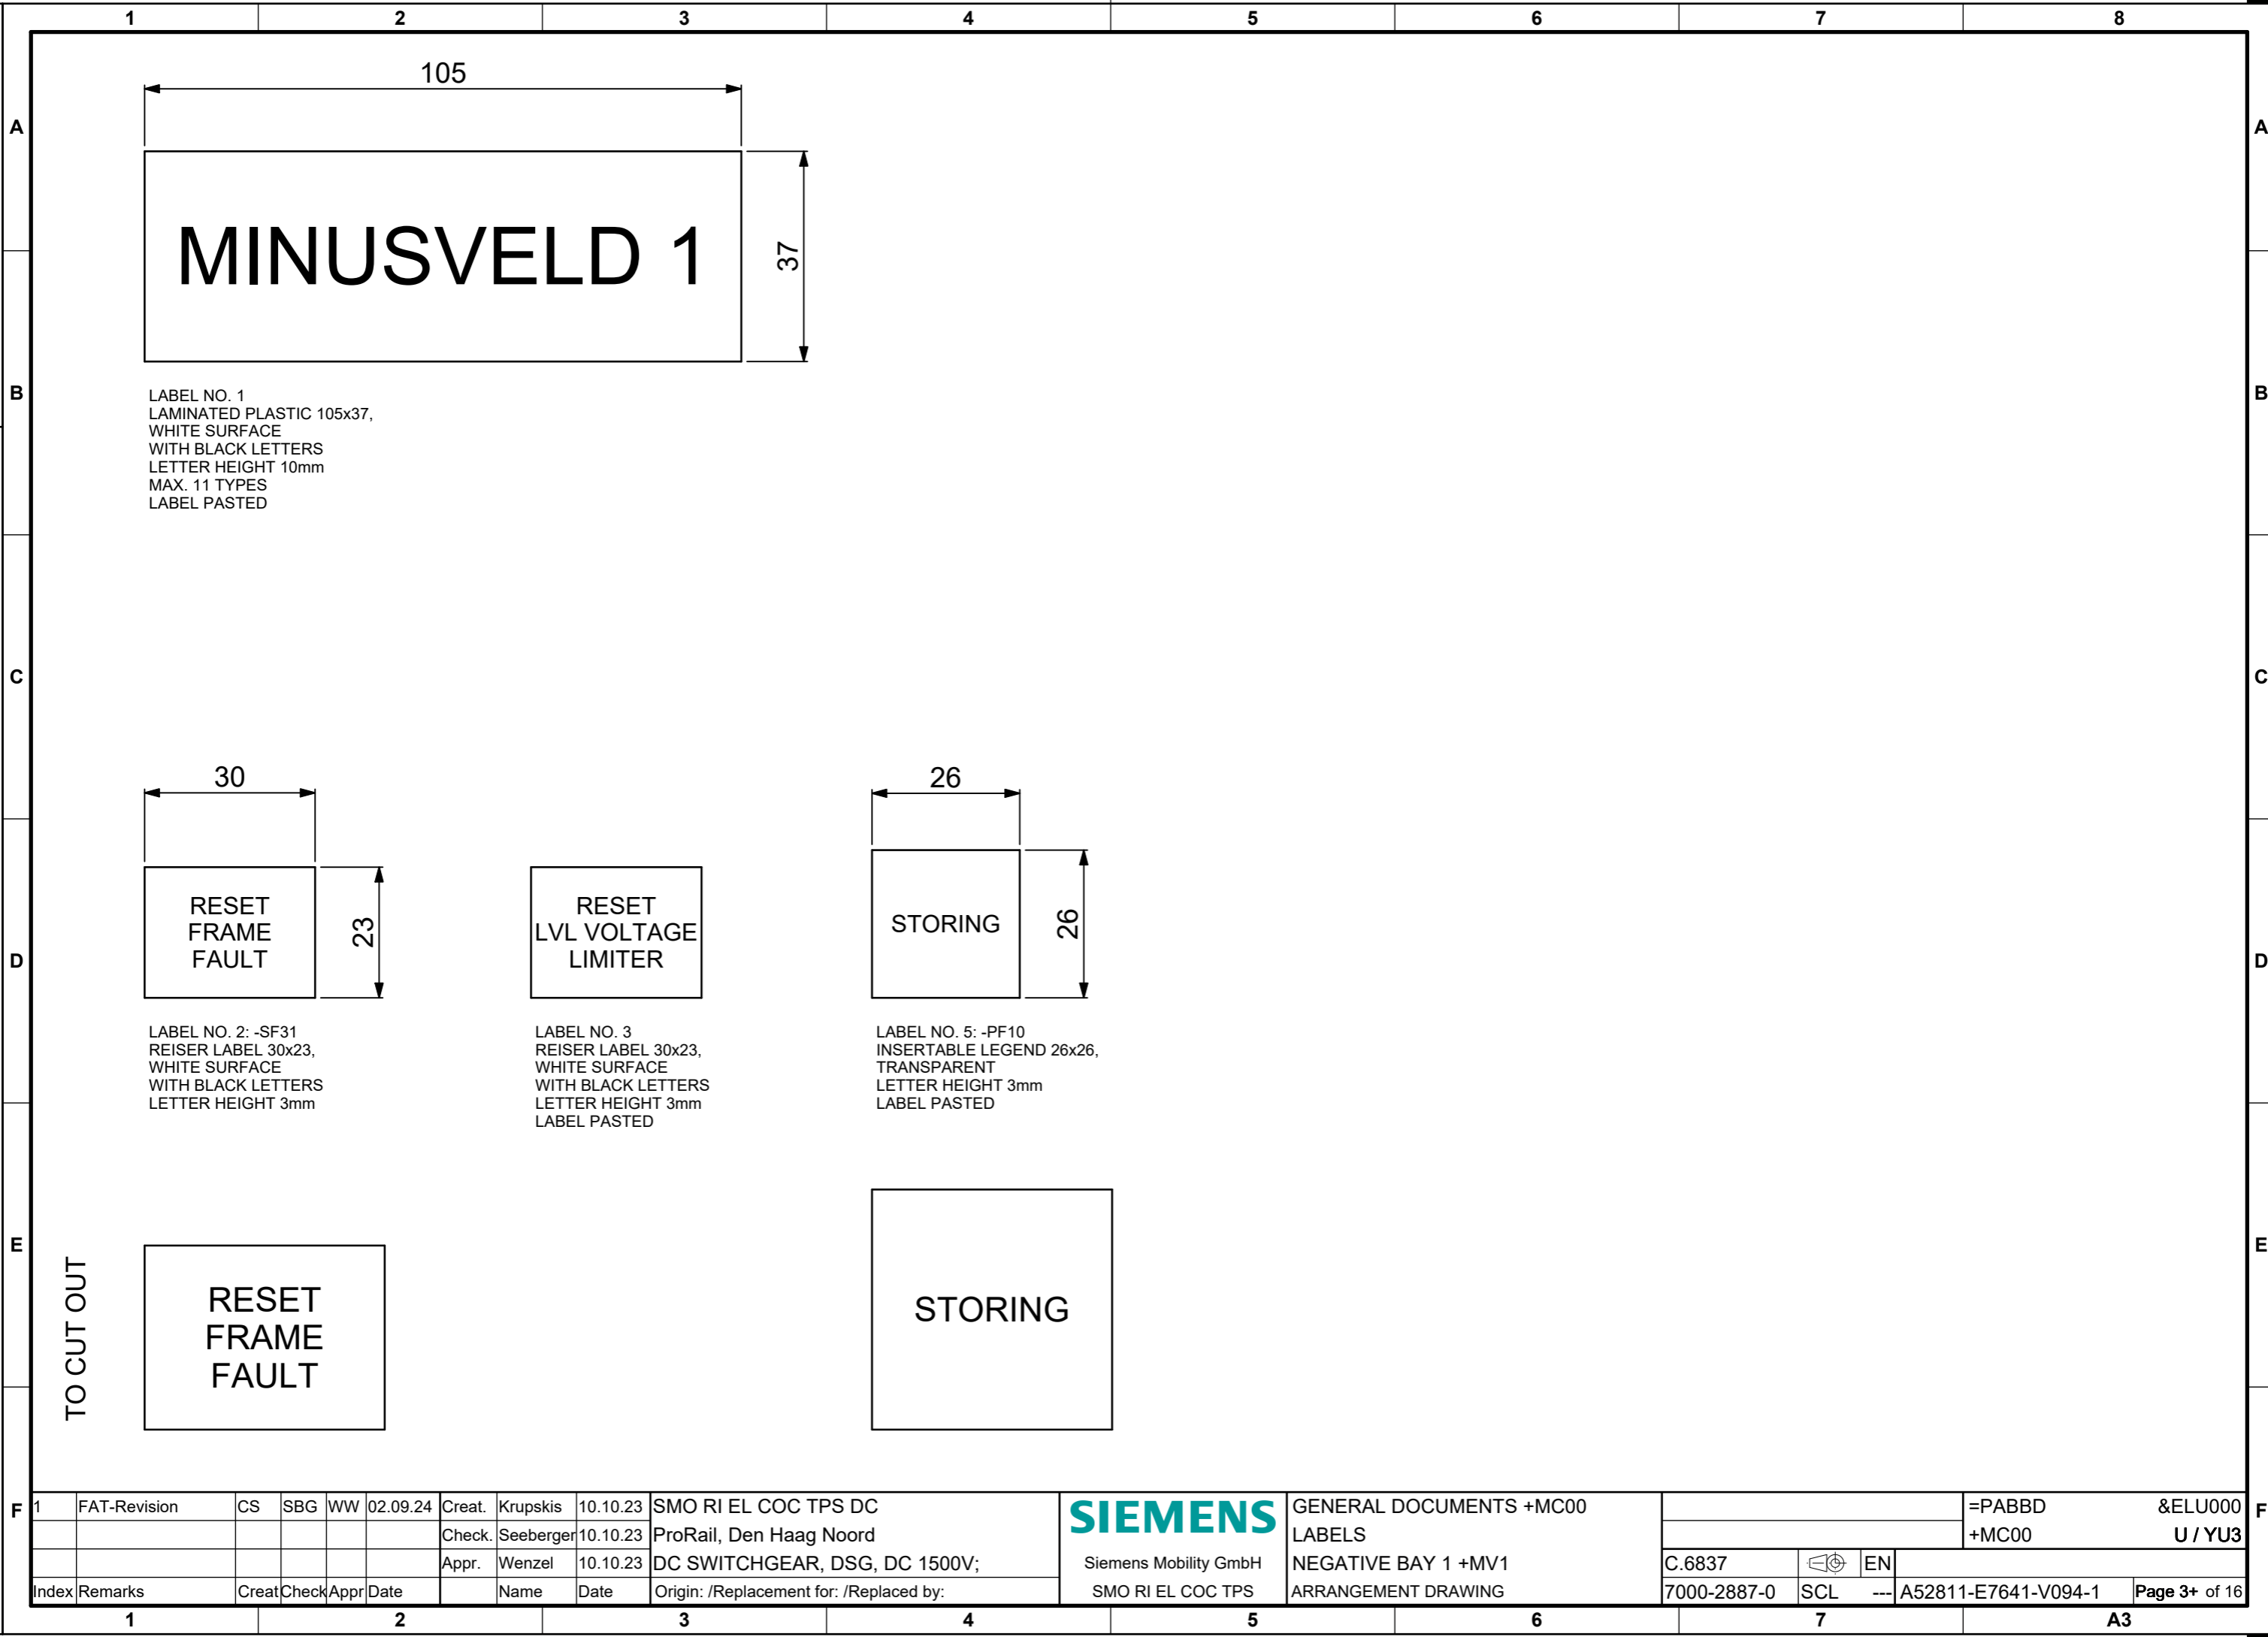 1 2 3 4 5 6 7 8
A A
B B
C C
D D
E E
F F
105
MINUSVELD 1
37
LABEL NO. 1
LAMINATED PLASTIC 105x37,
WHITE SURFACE
WITH BLACK LETTERS
LETTER HEIGHT 10mm
MAX. 11 TYPES
LABEL PASTED
30
RESET
FRAME
FAULT
23
LABEL NO. 2: -SF31
REISER LABEL 30x23,
WHITE SURFACE
WITH BLACK LETTERS
LETTER HEIGHT 3mm
RESET
LVL VOLTAGE
LIMITER
LABEL NO. 3
REISER LABEL 30x23,
WHITE SURFACE
WITH BLACK LETTERS
LETTER HEIGHT 3mm
LABEL PASTED
26
STORING
26
LABEL NO. 5: -PF10
INSERTABLE LEGEND 26x26,
TRANSPARENT
LETTER HEIGHT 3mm
LABEL PASTED
TO CUT OUT
RESET
FRAME
FAULT
STORING
1 FAT-Revision CS SBG WW 02.09.24
Index Remarks Creat Check Appr Date
Creat. Krupskis 10.10.23
Check. Seeberger 10.10.23
Appr. Wenzel 10.10.23
Name Date
SMO RI EL COC TPS DC
ProRail, Den Haag Noord
DC SWITCHGEAR, DSG, DC 1500V;
Origin: /Replacement for: /Replaced by:
SIEMENS
Siemens Mobility GmbH
SMO RI EL COC TPS
GENERAL DOCUMENTS +MC00
LABELS
NEGATIVE BAY 1 +MV1
ARRANGEMENT DRAWING
=PABBD &ELU000
+MC00 U / YU3
C.6837 EN
7000-2887-0 SCL --- A52811-E7641-V094-1 Page 3+ of 16
1 2 3 4 5 6 7 A3